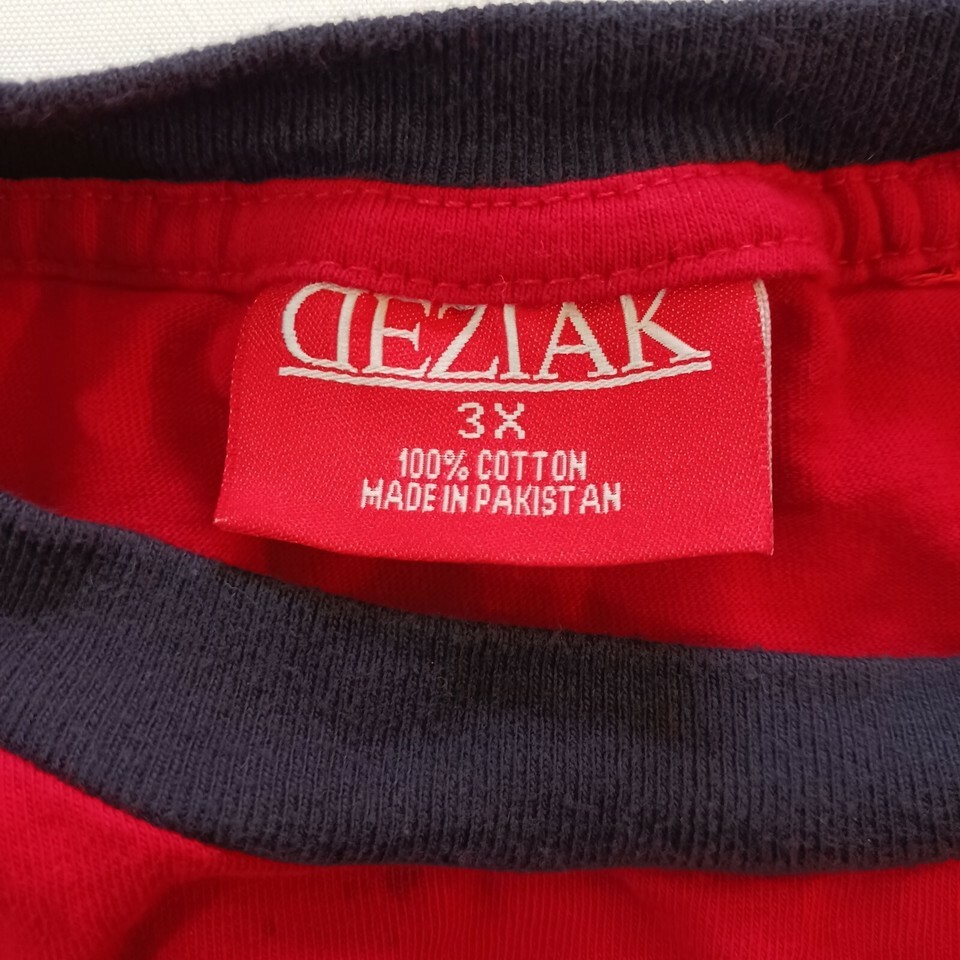 DEZIAK
3X
100% COTTON
MADE IN PAKISTAN